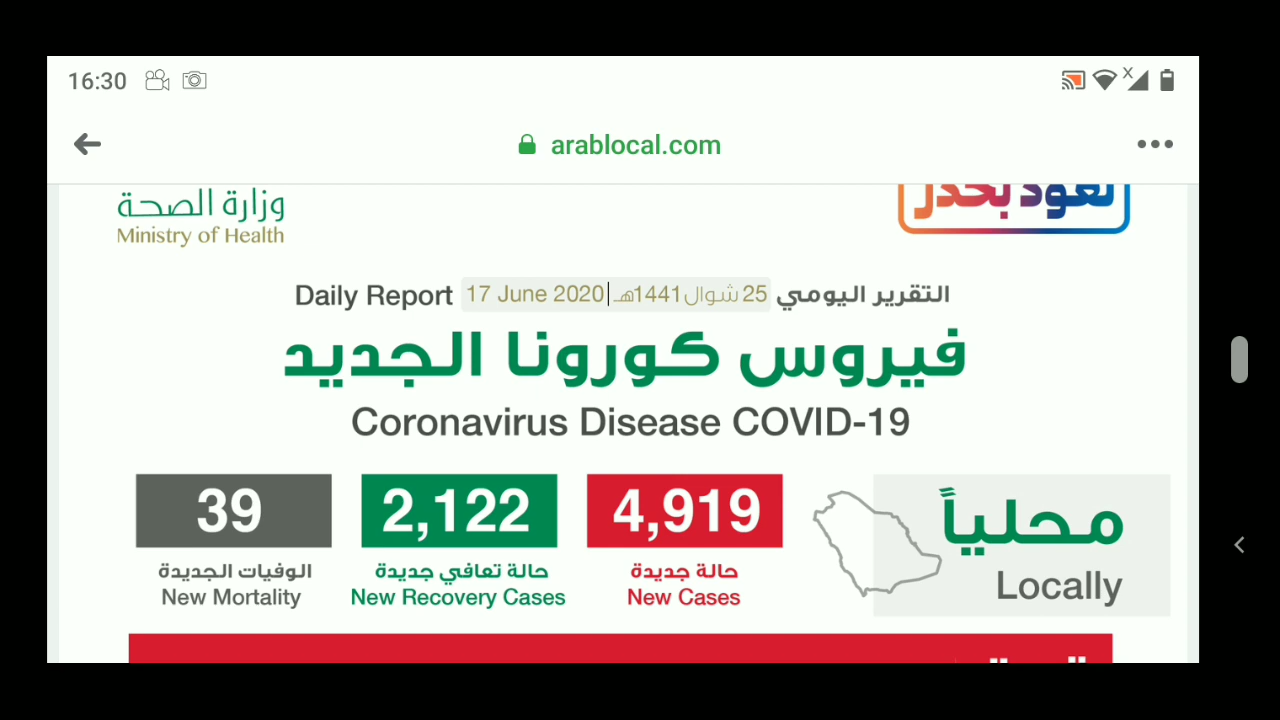 16:30
arablocal.com
وزارة الصحة
Ministry of Health
نعود بحذر
Daily Report 17 June 2020 | 25 شوال 1441هـ التقرير اليومي
فيروس كورونا الجديد
Coronavirus Disease COVID-19
39
الوفيات الجديدة
New Mortality
2,122
حالة تعافي جديدة
New Recovery Cases
4,919
حالة جديدة
New Cases
محلياً
Locally